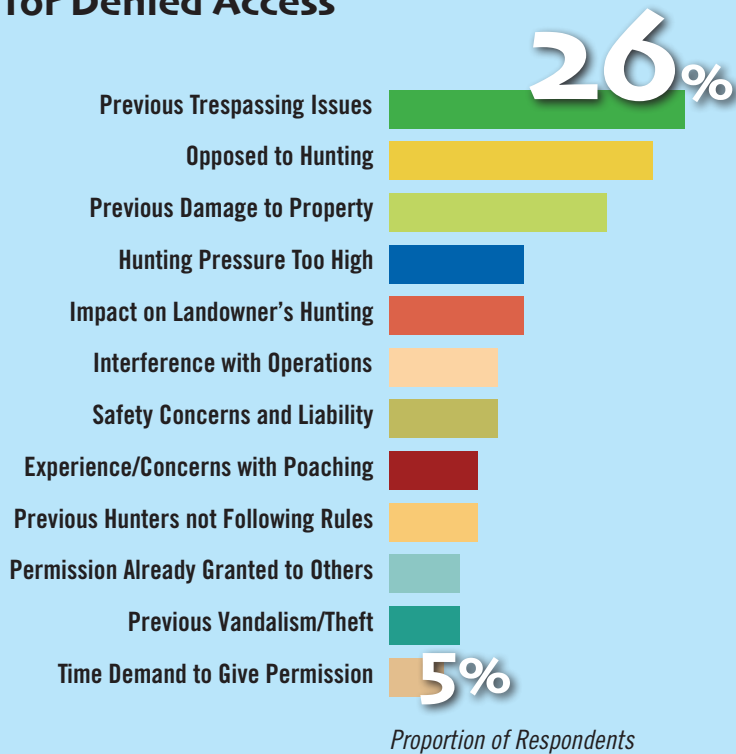 for Denied Access
26%
Previous Trespassing Issues
Opposed to Hunting
Previous Damage to Property
Hunting Pressure Too High
Impact on Landowner's Hunting
Interference with Operations
Safety Concerns and Liability
Experience/Concerns with Poaching
Previous Hunters not Following Rules
Permission Already Granted to Others
Previous Vandalism/Theft
Time Demand to Give Permission
5%
Proportion of Respondents